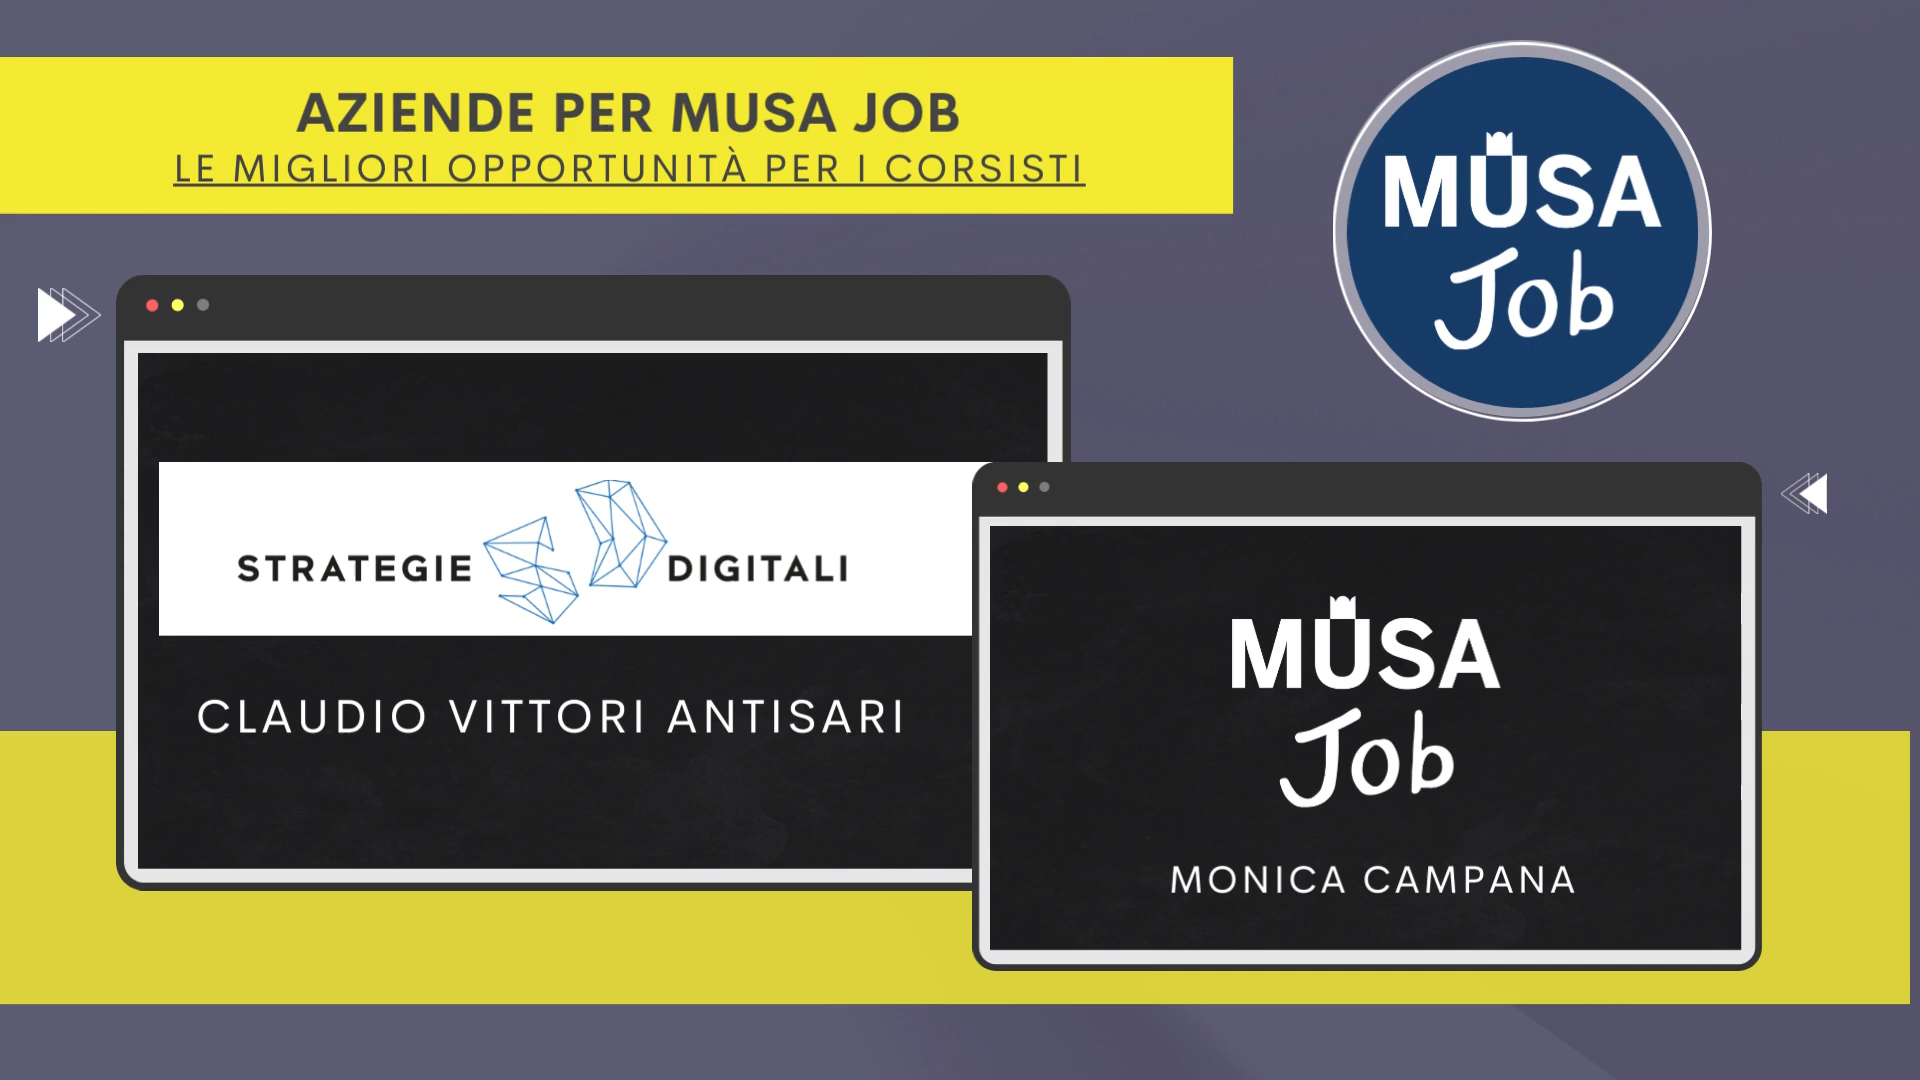 AZIENDE PER MUSA JOB
LE MIGLIORI OPPORTUNITÀ PER I CORSISTI
MUSA
Job
STRATEGIE SD DIGITALI
CLAUDIO VITTORI ANTISARI
MUSA
Job
MONICA CAMPANA